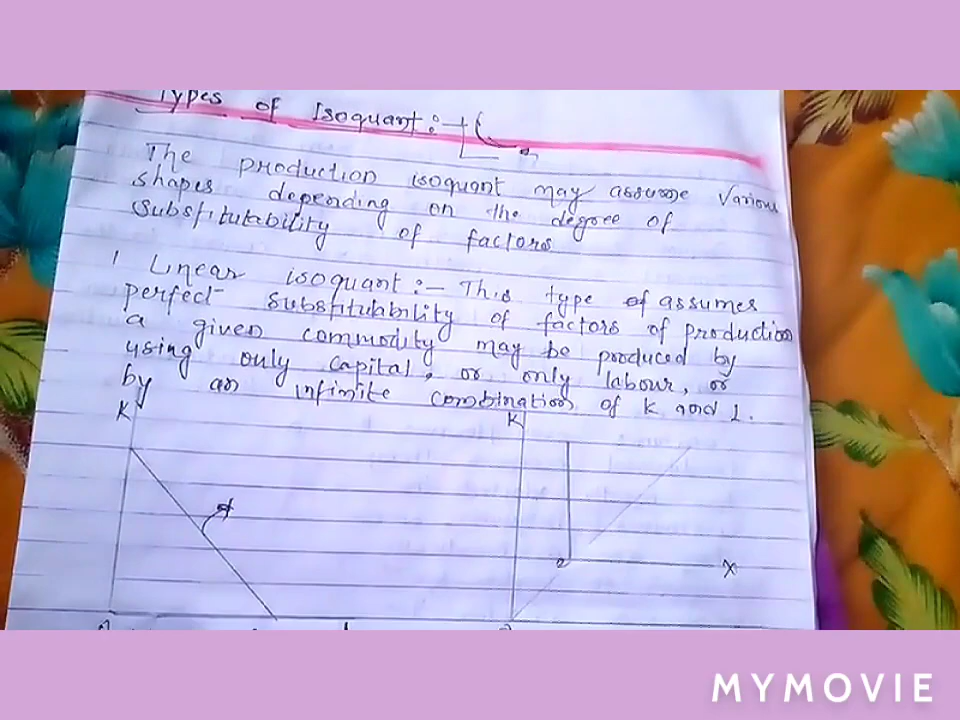 Types of Isoquant :-
The production isoquant may assume various
shapes depending on the degree of
substitutability of factors
1 Linear isoquant :- This type of assumes
perfect substitutability of factors of production
a given commodity may be produced by
using only capital, or only labour, or
by an infinite combination of K and L.
K
K
X
MYMOVIE